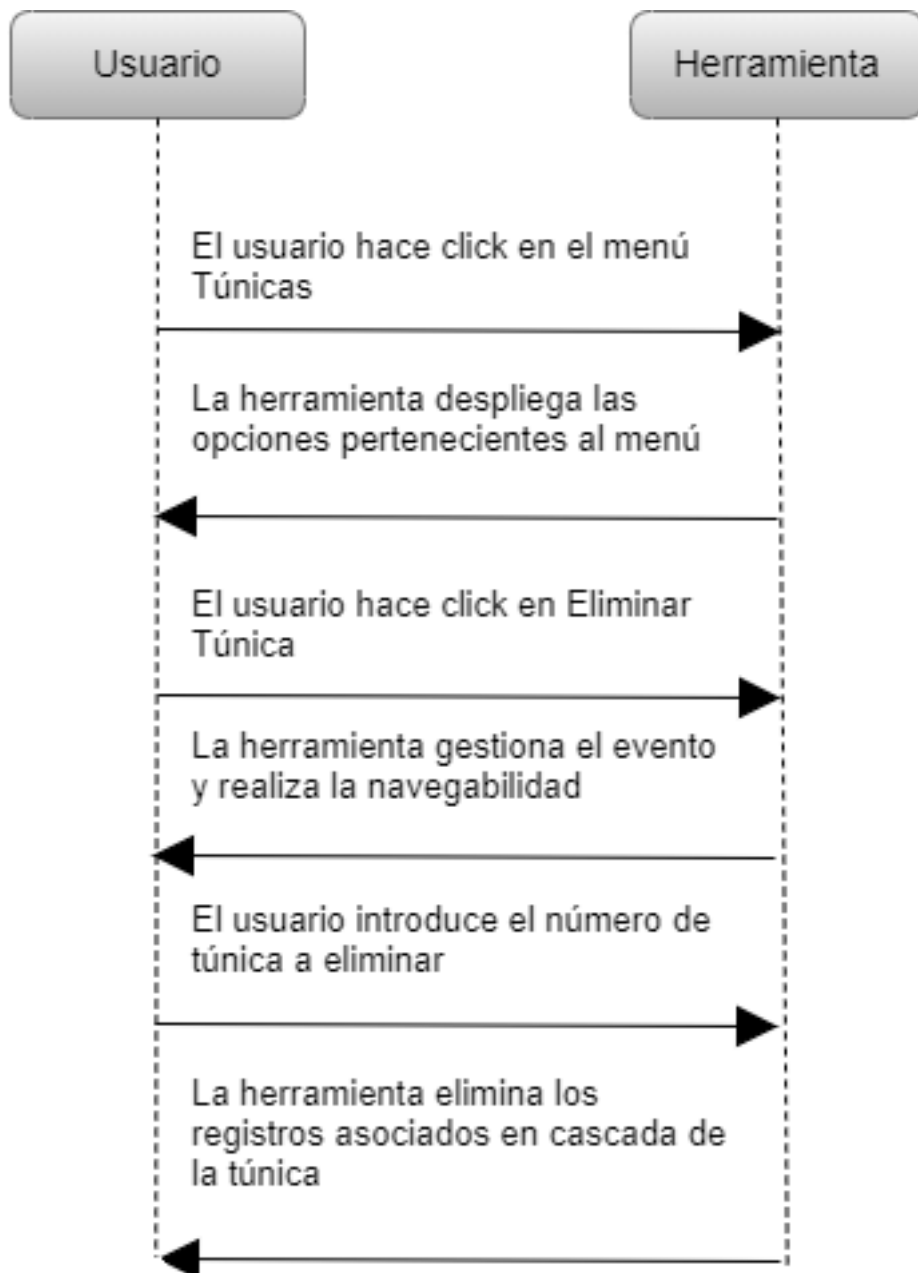 Usuario
Herramienta
El usuario hace click en el menú
Túnicas
La herramienta despliega las
opciones pertenecientes al menú
El usuario hace click en Eliminar
Túnica
La herramienta gestiona el evento
y realiza la navegabilidad
El usuario introduce el número de
túnica a eliminar
La herramienta elimina los
registros asociados en cascada de
la túnica